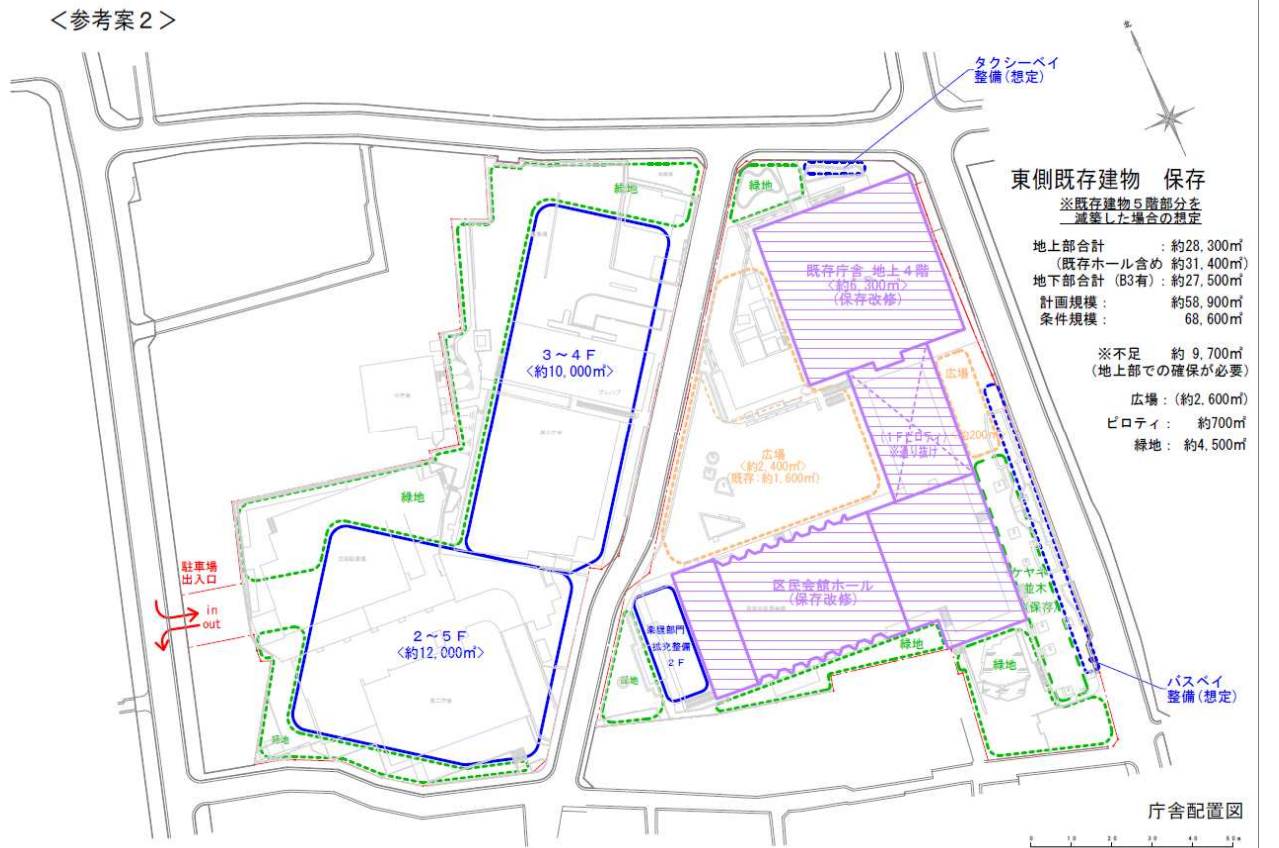 ＜参考案２＞
北
タクシーベイ
整備(想定)
東側既存建物　保存
※既存建物５階部分を
減築した場合の想定
地上部合計　：約28,300㎡
(既存ホール含め 約31,400㎡)
地下部合計（B3有）：約27,500㎡
計画規模：　約58,900㎡
条件規模：　68,600㎡
※不足　約 9,700㎡
(地上部での確保が必要)
広場：(約2,600㎡)
ピロティ：　約700㎡
緑地：約4,500㎡
緑地
緑地
既存庁舎 地上４階
<約6,300㎡>
(保存改修)
３～４Ｆ
<約10,000㎡>
広場
約200㎡
(１Ｆピロティ)
※通り抜け
広場
<約2,400㎡>
(既存:約1,600㎡)
緑地
駐車場
出入口
in
out
２～５Ｆ
<約12,000㎡>
区民会館ホール
(保存改修)
ケヤキ
並木
(保存)
楽屋部門
拡充整備
２Ｆ
緑地
緑地
緑地
緑地
バスベイ
整備(想定)
庁舎配置図
0 10 20 30 40 50m